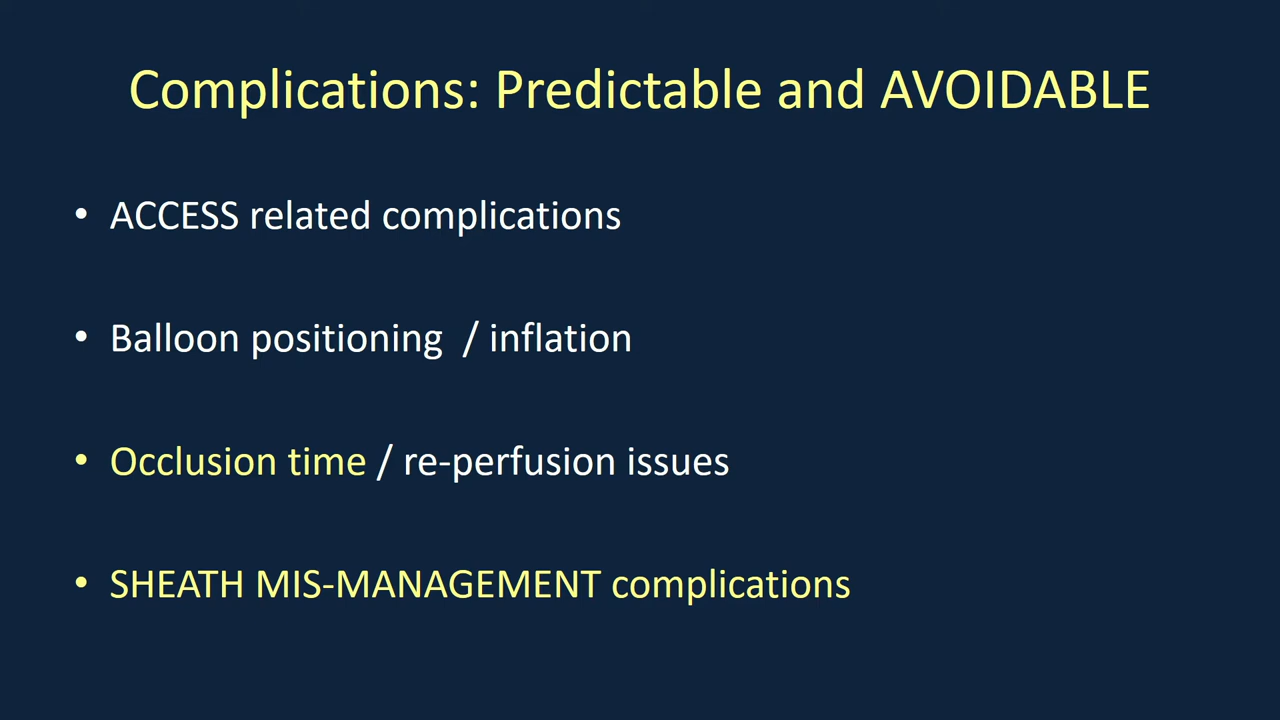 Complications: Predictable and AVOIDABLE
• ACCESS related complications
• Balloon positioning / inflation
• Occlusion time / re-perfusion issues
• SHEATH MIS-MANAGEMENT complications